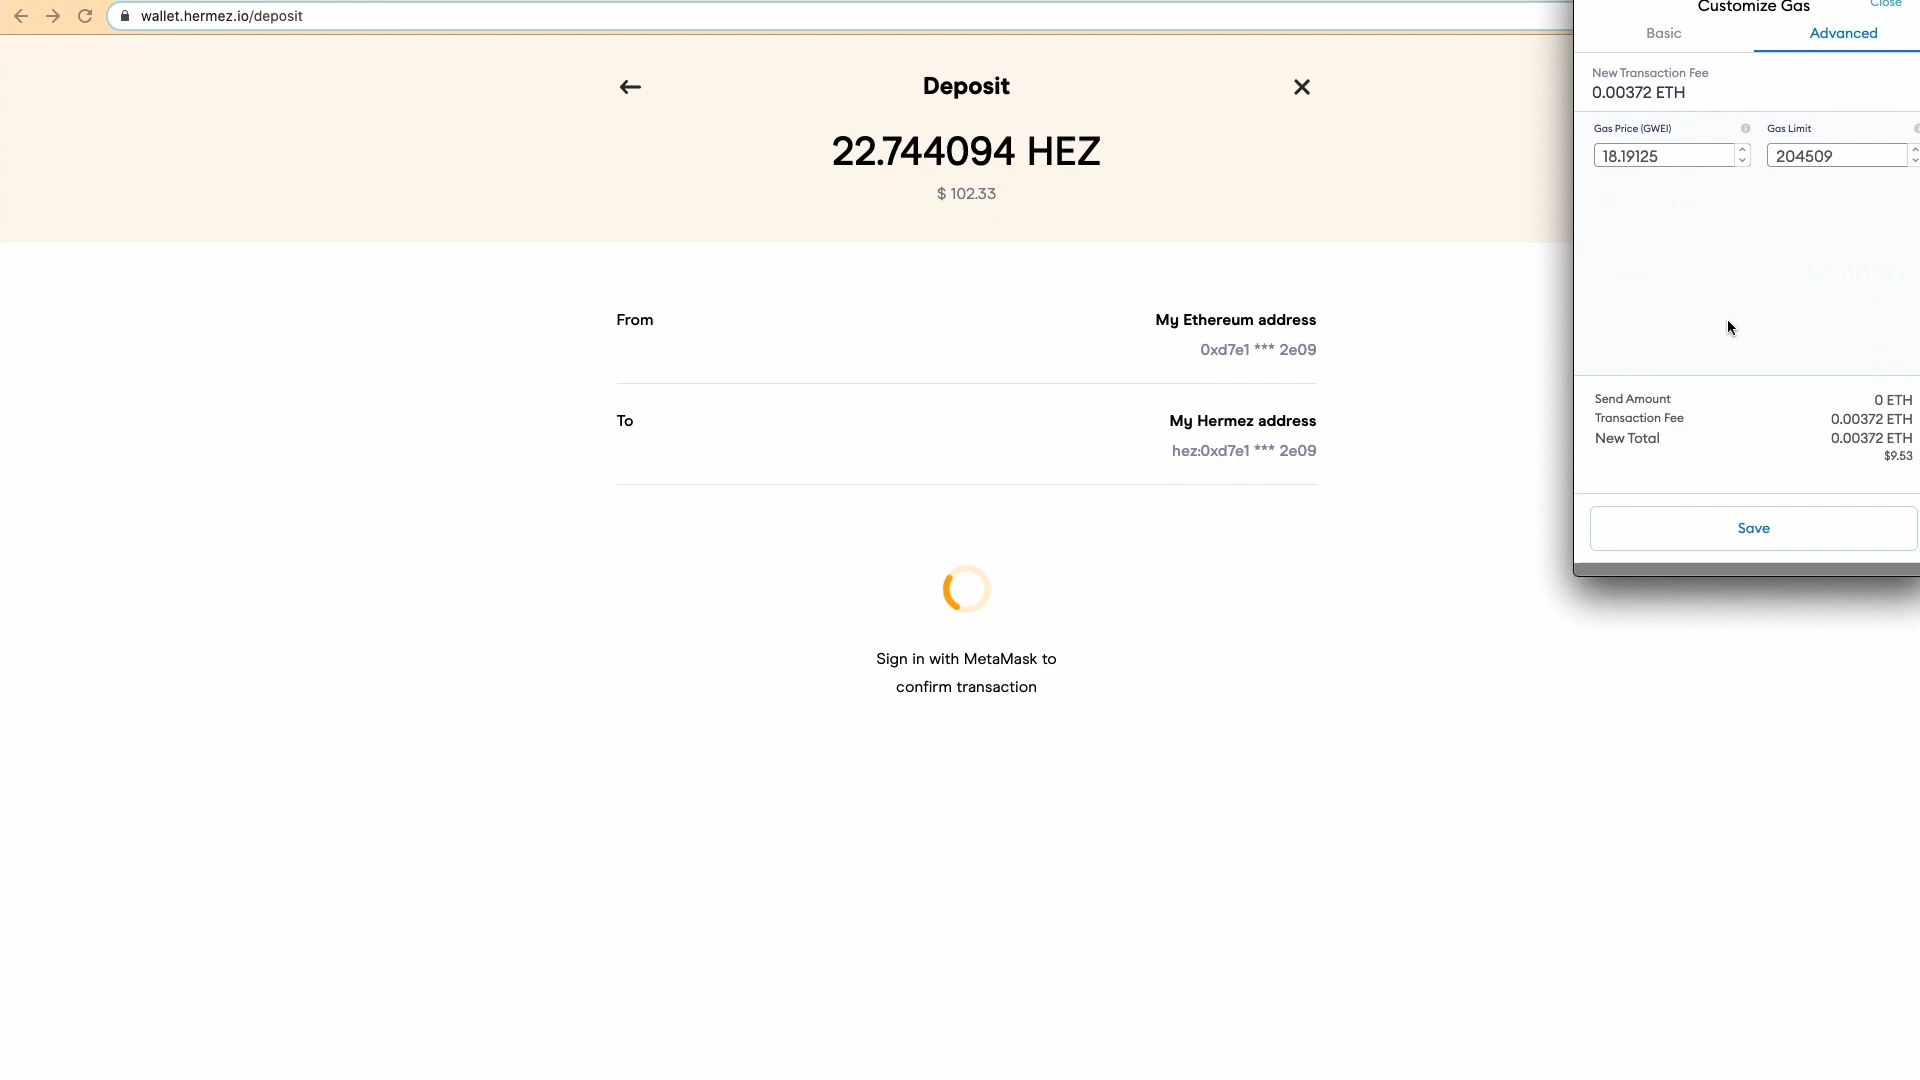 wallet.hermez.io/deposit
Deposit
22.744094 HEZ
$ 102.33
From
My Ethereum address
0xd7e1 *** 2e09
To
My Hermez address
hez:0xd7e1 *** 2e09
Sign in with MetaMask to
confirm transaction
Customize Gas
Close
Basic
Advanced
New Transaction Fee
0.00372 ETH
Gas Price (GWEI)
Gas Limit
18.19125
204509
Send Amount
0 ETH
Transaction Fee
0.00372 ETH
New Total
0.00372 ETH
$9.53
Save